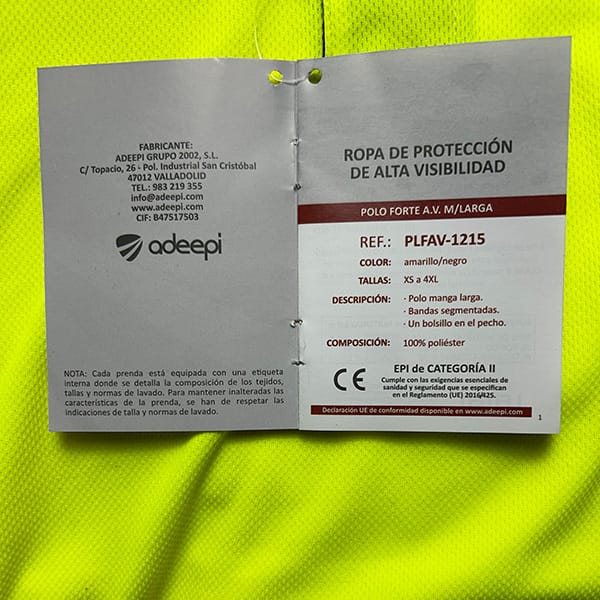 FABRICANTE:
ADEEPI GRUPO 2002, S.L.
C/ Topacio, 26 - Pol. Industrial San Cristóbal
47012 VALLADOLID
TEL.: 983 219 355
info@adeepi.com
www.adeepi.com
CIF: B47517503
adeepi
NOTA: Cada prenda está equipada con una etiqueta
interna donde se detalla la composición de los tejidos,
tallas y normas de lavado. Para mantener inalteradas las
características de la prenda, se han de respetar las
indicaciones de talla y normas de lavado.
ROPA DE PROTECCIÓN
DE ALTA VISIBILIDAD
POLO FORTE A.V. M/LARGA
REF.: PLFAV-1215
COLOR: amarillo/negro
TALLAS: XS a 4XL
DESCRIPCIÓN: · Polo manga larga.
· Bandas segmentadas.
· Un bolsillo en el pecho.
COMPOSICIÓN: 100% poliéster
CE
EPI de CATEGORÍA II
Cumple con las exigencias esenciales de
sanidad y seguridad que se especifican
en el Reglamento (UE) 2016/425.
Declaración UE de conformidad disponible en www.adeepi.com
1